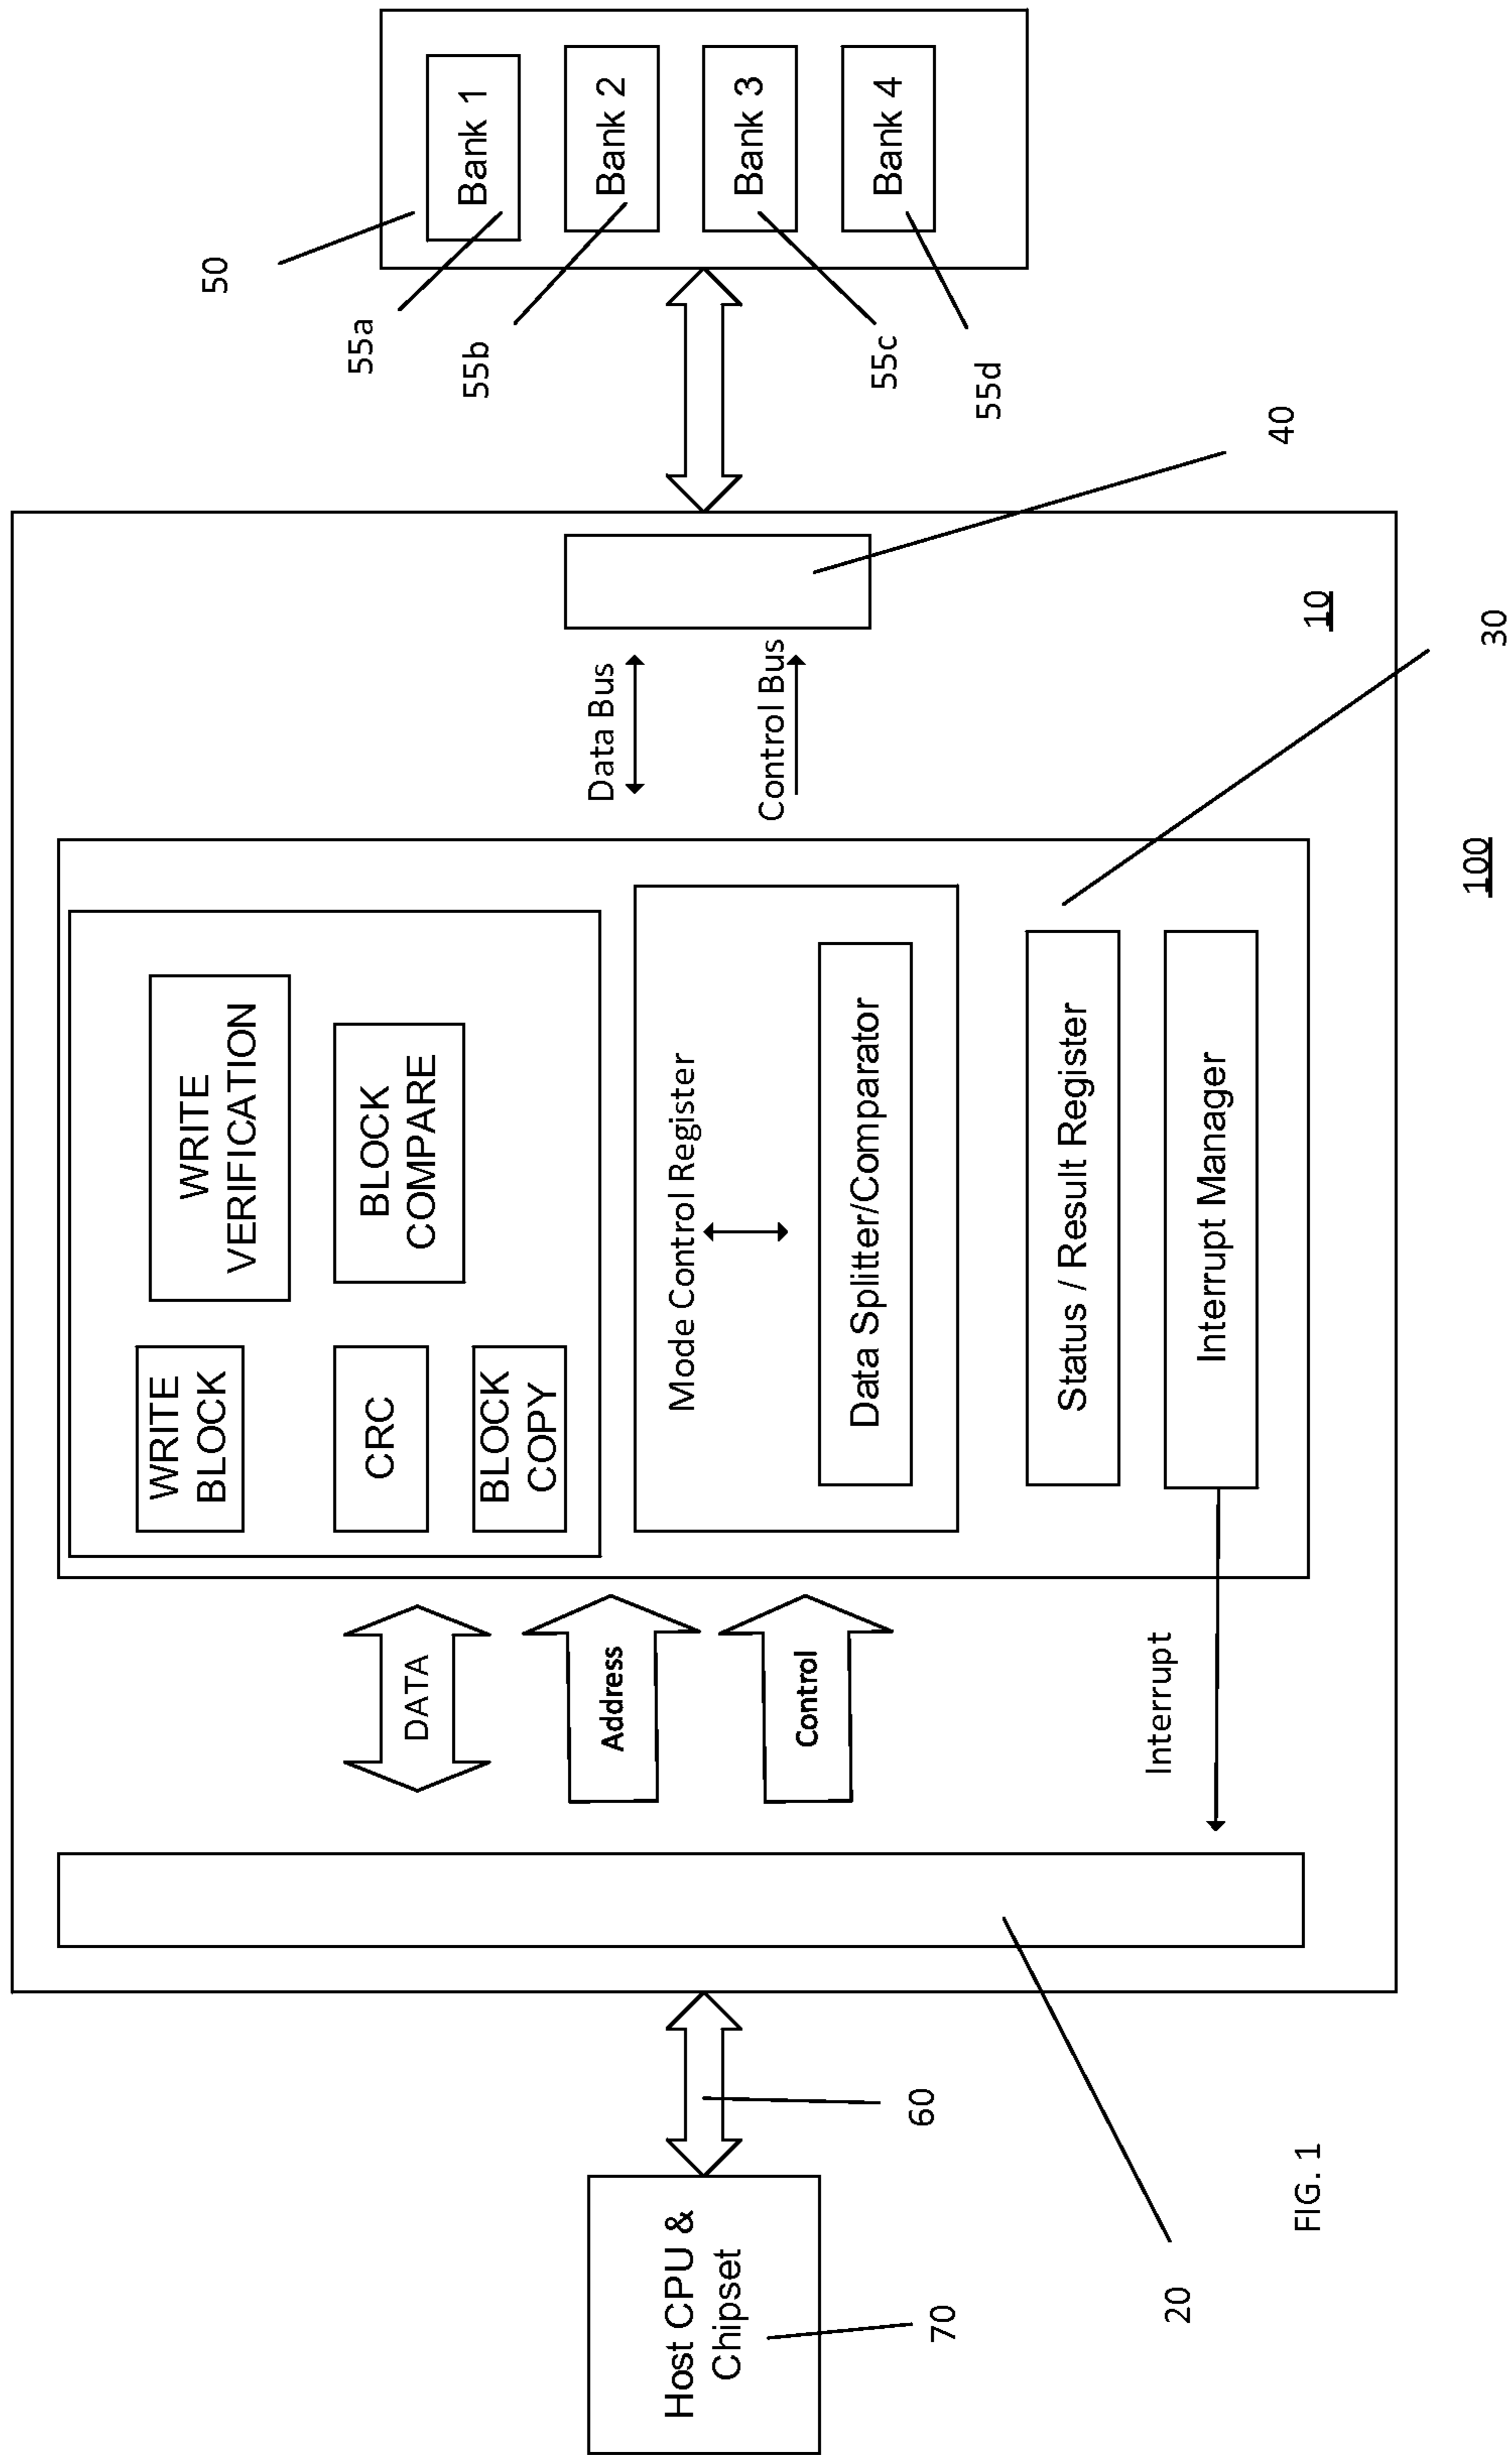 Host CPU &
Chipset
70
60
20
DATA
Address
Control
Interrupt
WRITE
BLOCK
WRITE
VERIFICATION
CRC
BLOCK
COMPARE
BLOCK
COPY
Mode Control Register
Data Splitter/Comparator
Status / Result Register
Interrupt Manager
Data Bus
Control Bus
40
10
30
100
50
55a
55b
55c
55d
Bank 1
Bank 2
Bank 3
Bank 4
FIG. 1